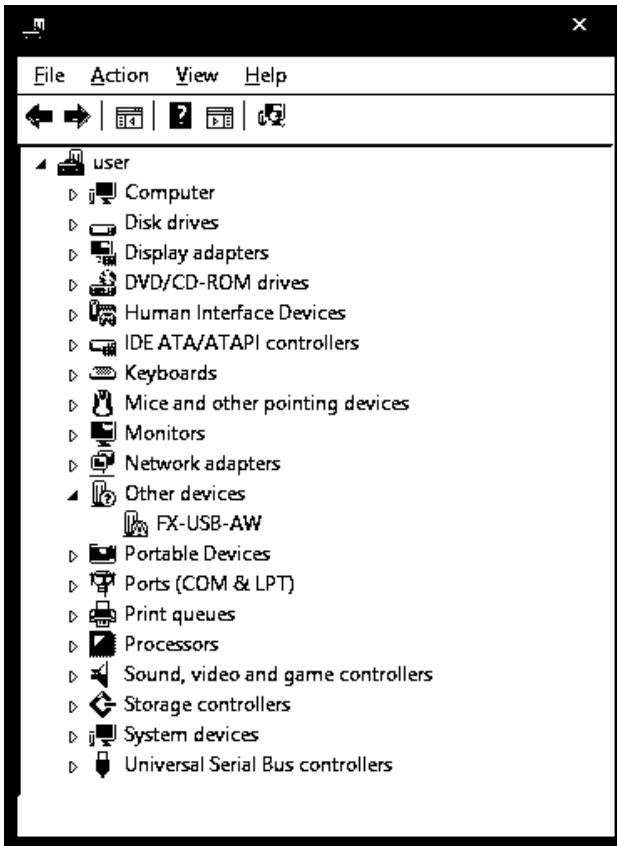 File Action View Help
user
Computer
Disk drives
Display adapters
DVD/CD-ROM drives
Human Interface Devices
IDE ATA/ATAPI controllers
Keyboards
Mice and other pointing devices
Monitors
Network adapters
Other devices
FX-USB-AW
Portable Devices
Ports (COM & LPT)
Print queues
Processors
Sound, video and game controllers
Storage controllers
System devices
Universal Serial Bus controllers